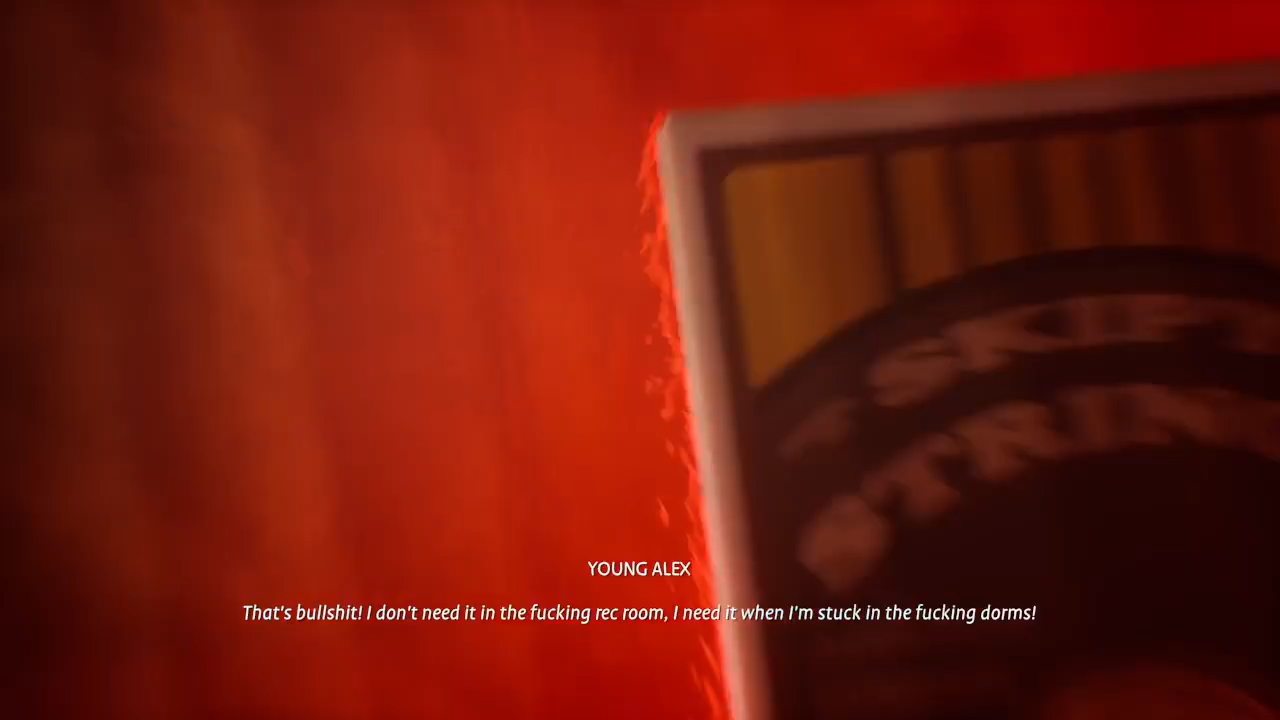 SKIP
YOUNG ALEX
That's bullshit! I don't need it in the fucking rec room, I need it when I'm stuck in the fucking dorms!